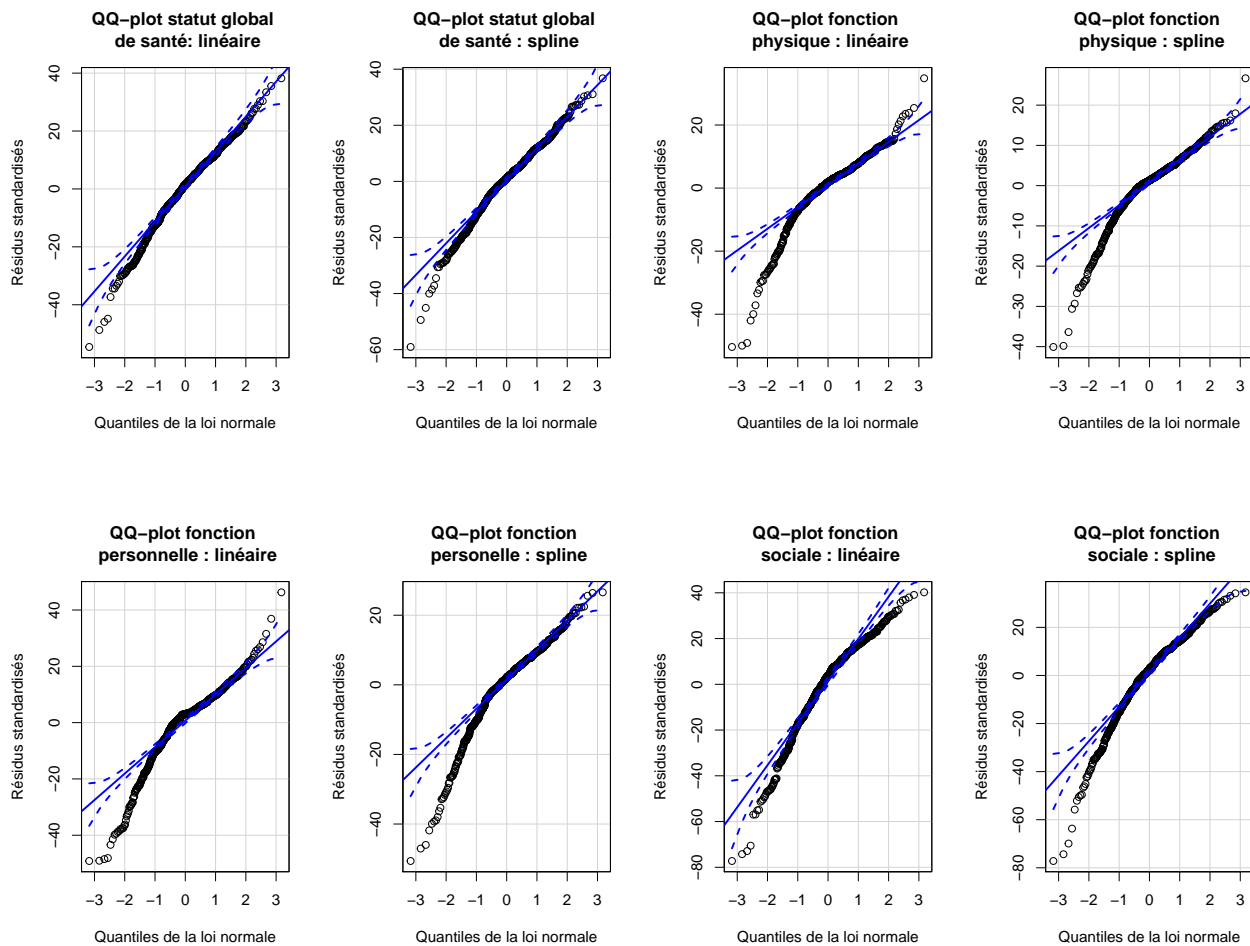 QQ−plot statut global
de santé: linéaire
Résidus standardisés
40
20
0
−20
−40
−3 −2 −1 0 1 2 3
Quantiles de la loi normale
QQ−plot statut global
de santé : spline
Résidus standardisés
40
20
0
−20
−40
−60
−3 −2 −1 0 1 2 3
Quantiles de la loi normale
QQ−plot fonction
physique : linéaire
Résidus standardisés
20
0
−20
−40
−3 −2 −1 0 1 2 3
Quantiles de la loi normale
QQ−plot fonction
physique : spline
Résidus standardisés
20
10
0
−10
−20
−30
−40
−3 −2 −1 0 1 2 3
Quantiles de la loi normale
QQ−plot fonction
personnelle : linéaire
Résidus standardisés
40
20
0
−20
−40
−3 −2 −1 0 1 2 3
Quantiles de la loi normale
QQ−plot fonction
personelle : spline
Résidus standardisés
20
0
−20
−40
−3 −2 −1 0 1 2 3
Quantiles de la loi normale
QQ−plot fonction
sociale : linéaire
Résidus standardisés
40
20
0
−20
−40
−60
−80
−3 −2 −1 0 1 2 3
Quantiles de la loi normale
QQ−plot fonction
sociale : spline
Résidus standardisés
20
0
−20
−40
−60
−80
−3 −2 −1 0 1 2 3
Quantiles de la loi normale